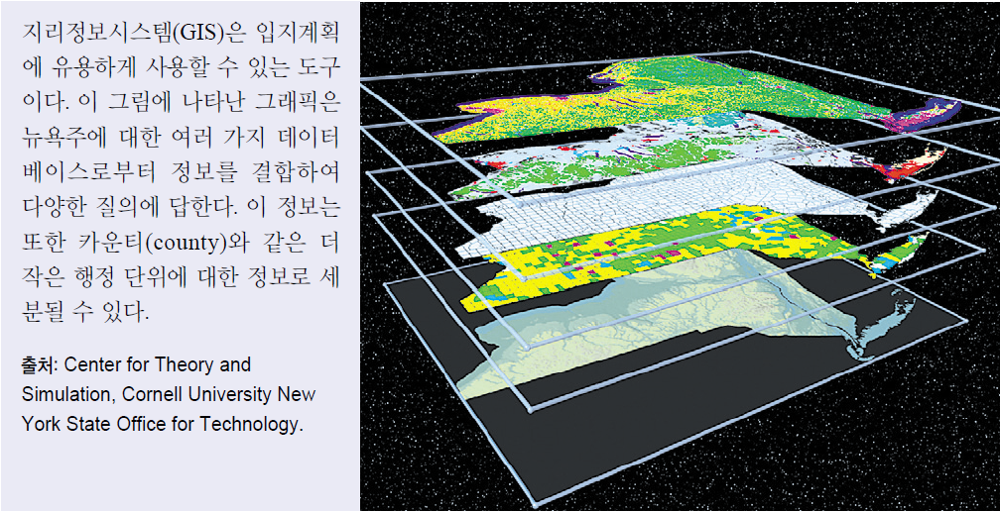 지리정보시스템(GIS)은 입지계획
에 유용하게 사용할 수 있는 도구
이다. 이 그림에 나타난 그래픽은
뉴욕주에 대한 여러 가지 데이터
베이스로부터 정보를 결합하여
다양한 질의에 답한다. 이 정보는
또한 카운티(county)와 같은 더
작은 행정 단위에 대한 정보로 세
분될 수 있다.
출처: Center for Theory and
Simulation, Cornell University New
York State Office for Technology.